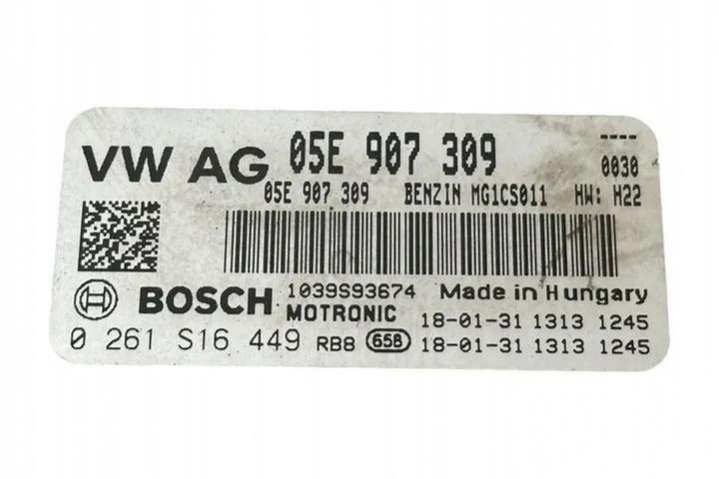 VW AG 05E 907 309 ----
0030
05E 907 309 BENZIN MG1CS011 HW: H22
BOSCH 1039S93674 Made in Hungary
MOTRONIC 18-01-31 1313 1245
0 261 S16 449 RB8 65B 18-01-31 1313 1245